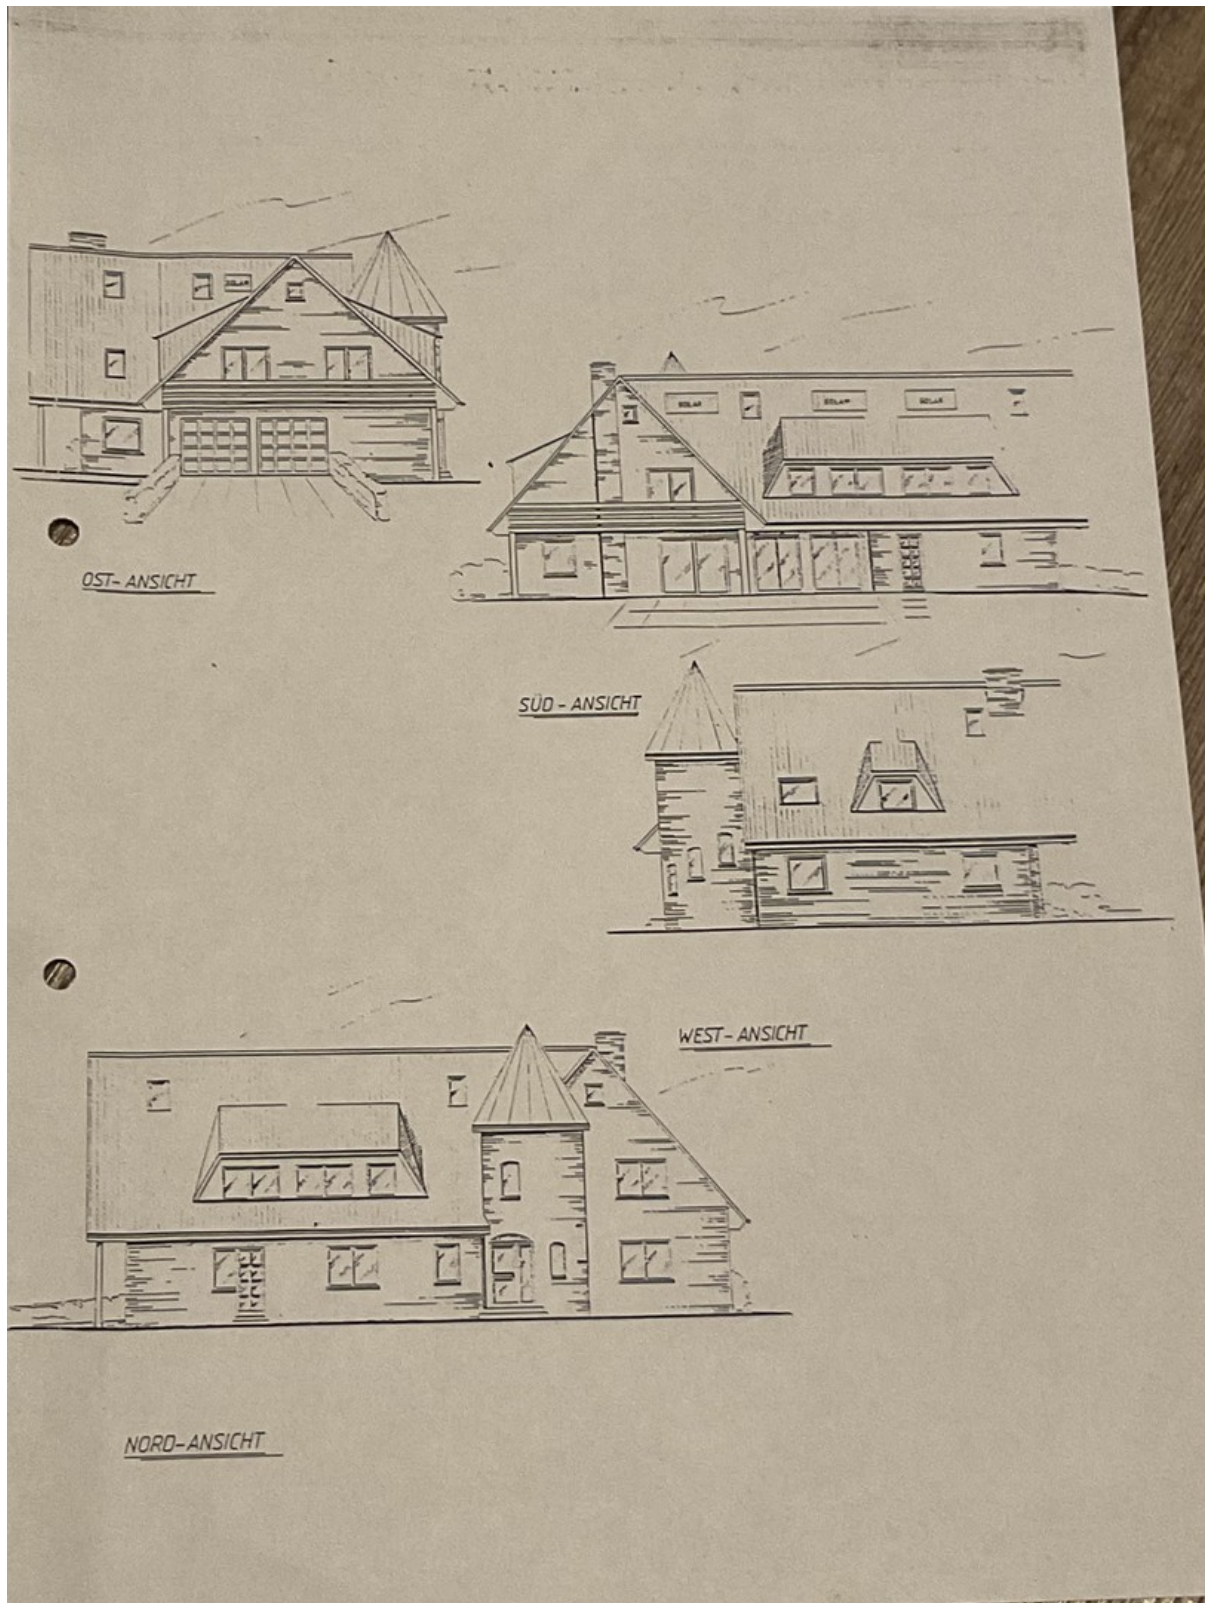 SOLAR
OST-ANSICHT
SOLAR
SOLAR
SOLAR
SÜD - ANSICHT
WEST-ANSICHT
NORD-ANSICHT